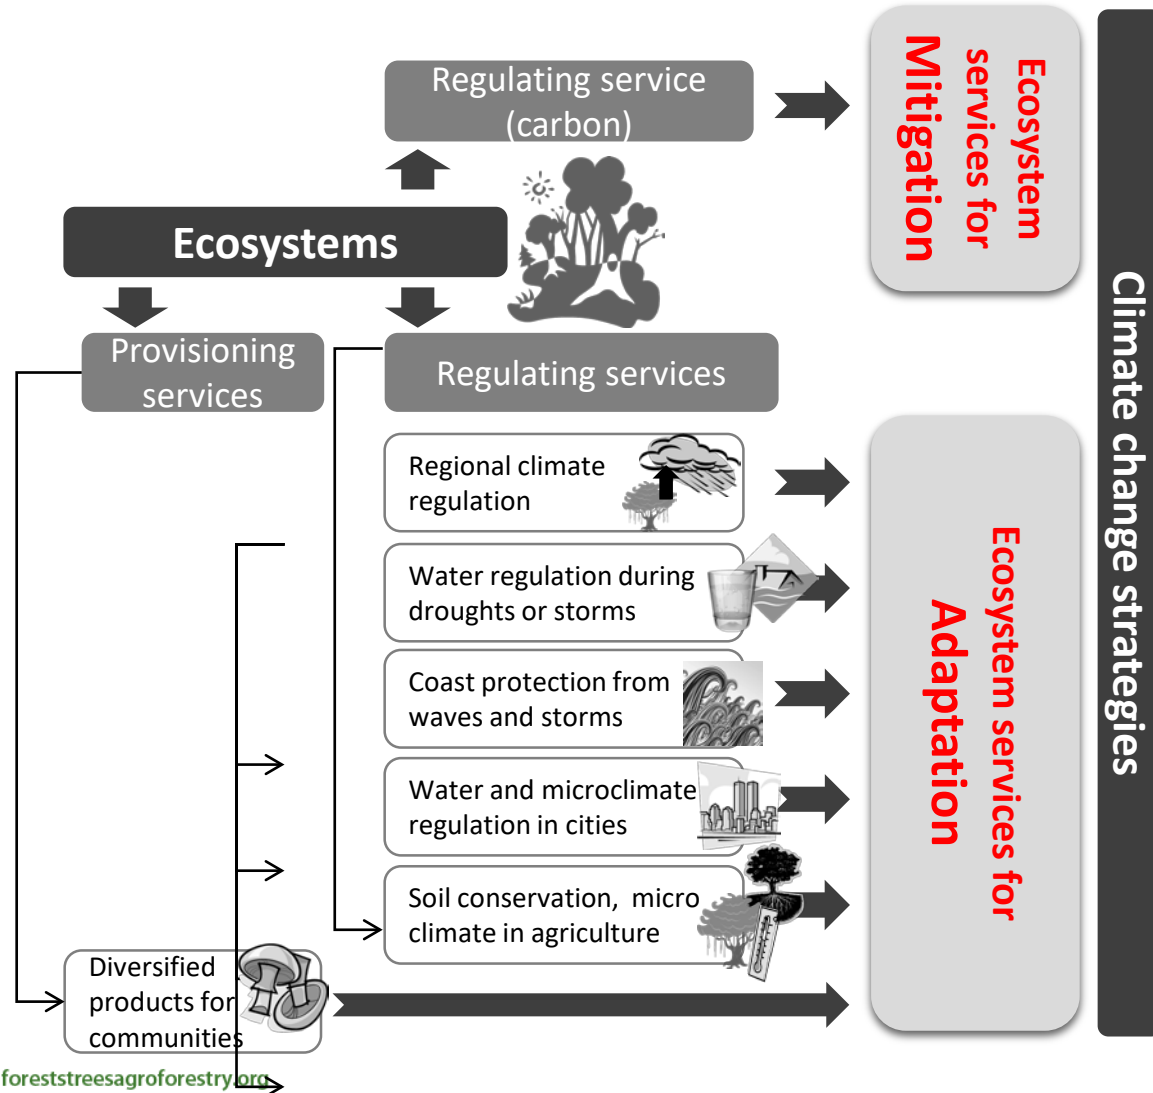 Regulating service
(carbon)
Ecosystem
services for
Mitigation
Ecosystems
Provisioning
services
Regulating services
Climate change strategies
Regional climate
regulation
Water regulation during
droughts or storms
Coast protection from
waves and storms
Water and microclimate
regulation in cities
Soil conservation, micro
climate in agriculture
Ecosystem services for
Adaptation
Diversified
products for
communities
foreststreesagroforestry.org